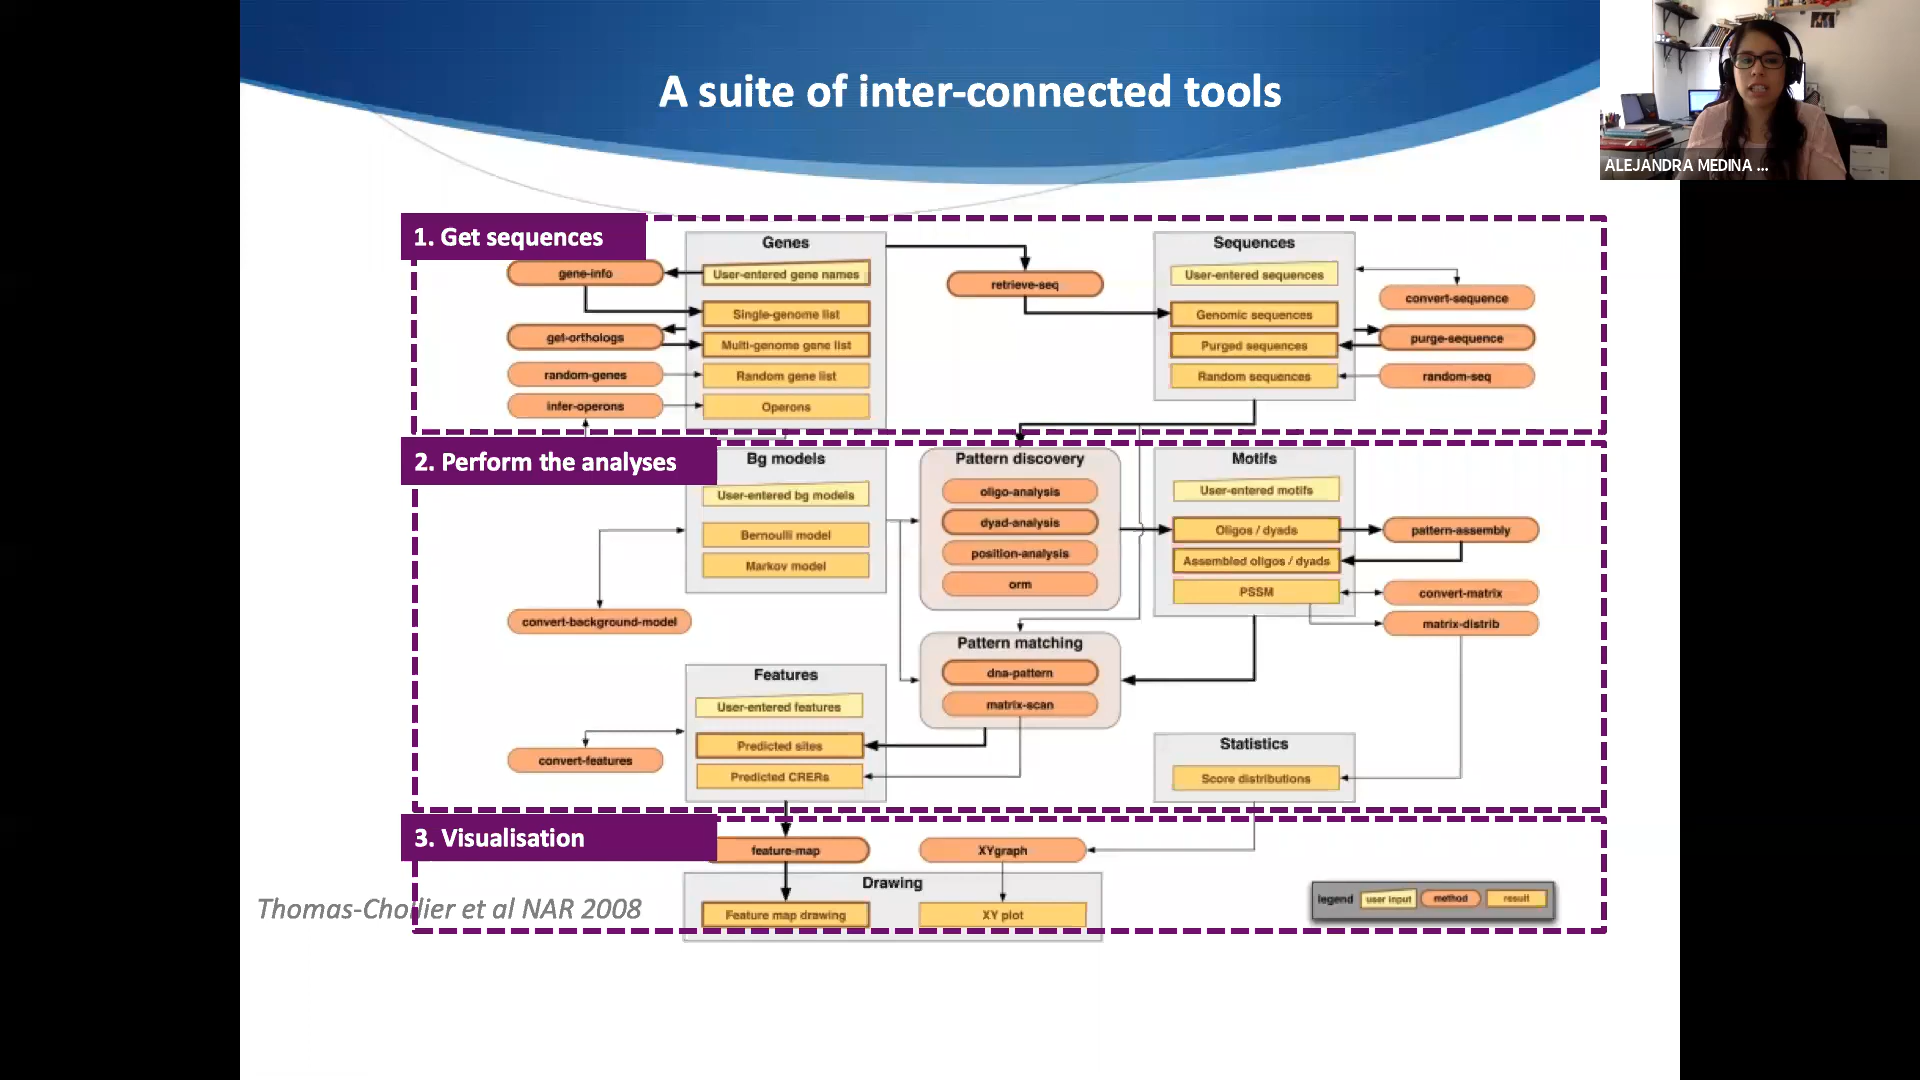 A suite of inter-connected tools
ALEJANDRA MEDINA ...
1. Get sequences
Genes
User-entered gene names
Single-genome list
Multi-genome gene list
Random gene list
Operons
gene-info
get-orthologs
random-genes
infer-operons
retrieve-seq
Sequences
User-entered sequences
Genomic sequences
Purged sequences
Random sequences
convert-sequence
purge-sequence
random-seq
2. Perform the analyses
Bg models
User-entered bg models
Bernoulli model
Markov model
convert-background-model
Pattern discovery
oligo-analysis
dyad-analysis
position-analysis
orm
Motifs
User-entered motifs
Oligos / dyads
Assembled oligos / dyads
PSSM
pattern-assembly
convert-matrix
matrix-distrib
Pattern matching
dna-pattern
matrix-scan
Features
User-entered features
Predicted sites
Predicted CRERs
convert-features
Statistics
Score distributions
3. Visualisation
feature-map
XYgraph
Drawing
Feature map drawing
XY plot
legend
user input
method
result
Thomas-Chollier et al NAR 2008